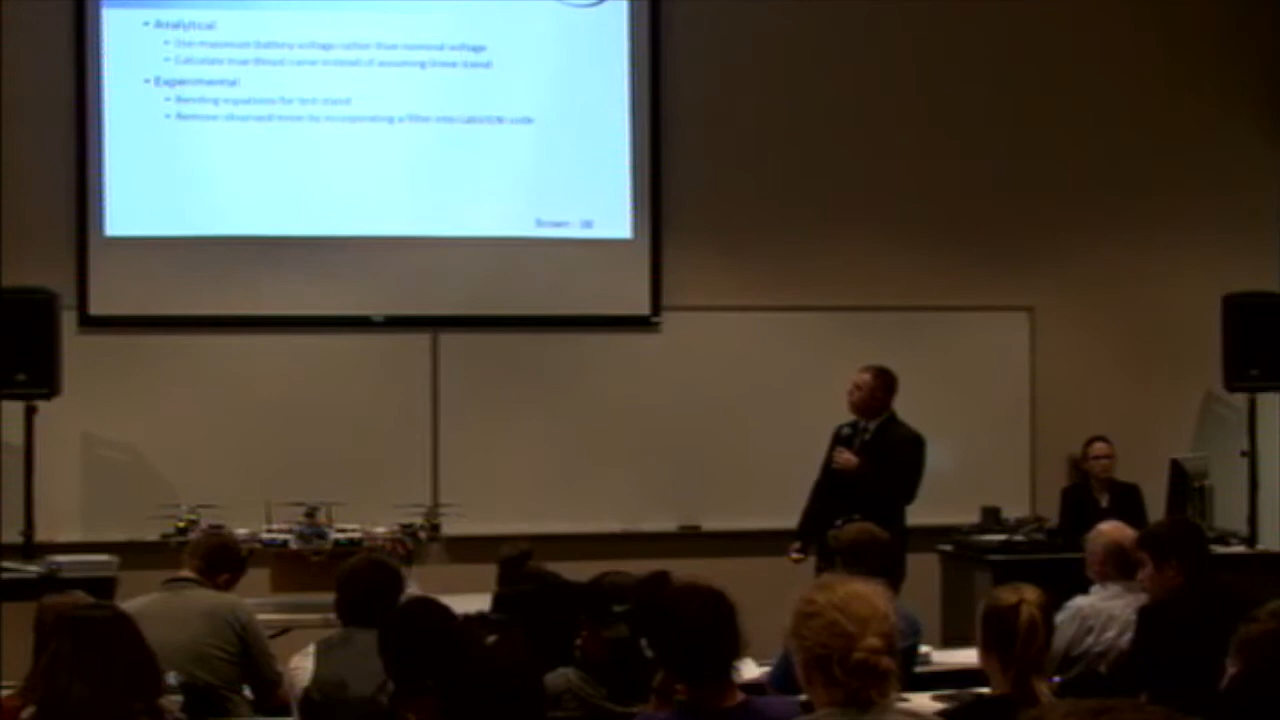 • Analytical
• Use maximum battery voltage rather than nominal voltage
• Calculate true thrust curve instead of assuming linear trend
• Experimental
• Bending equations for test stand
• Remove observed noise by incorporating a filter into LabVIEW code
Brown -